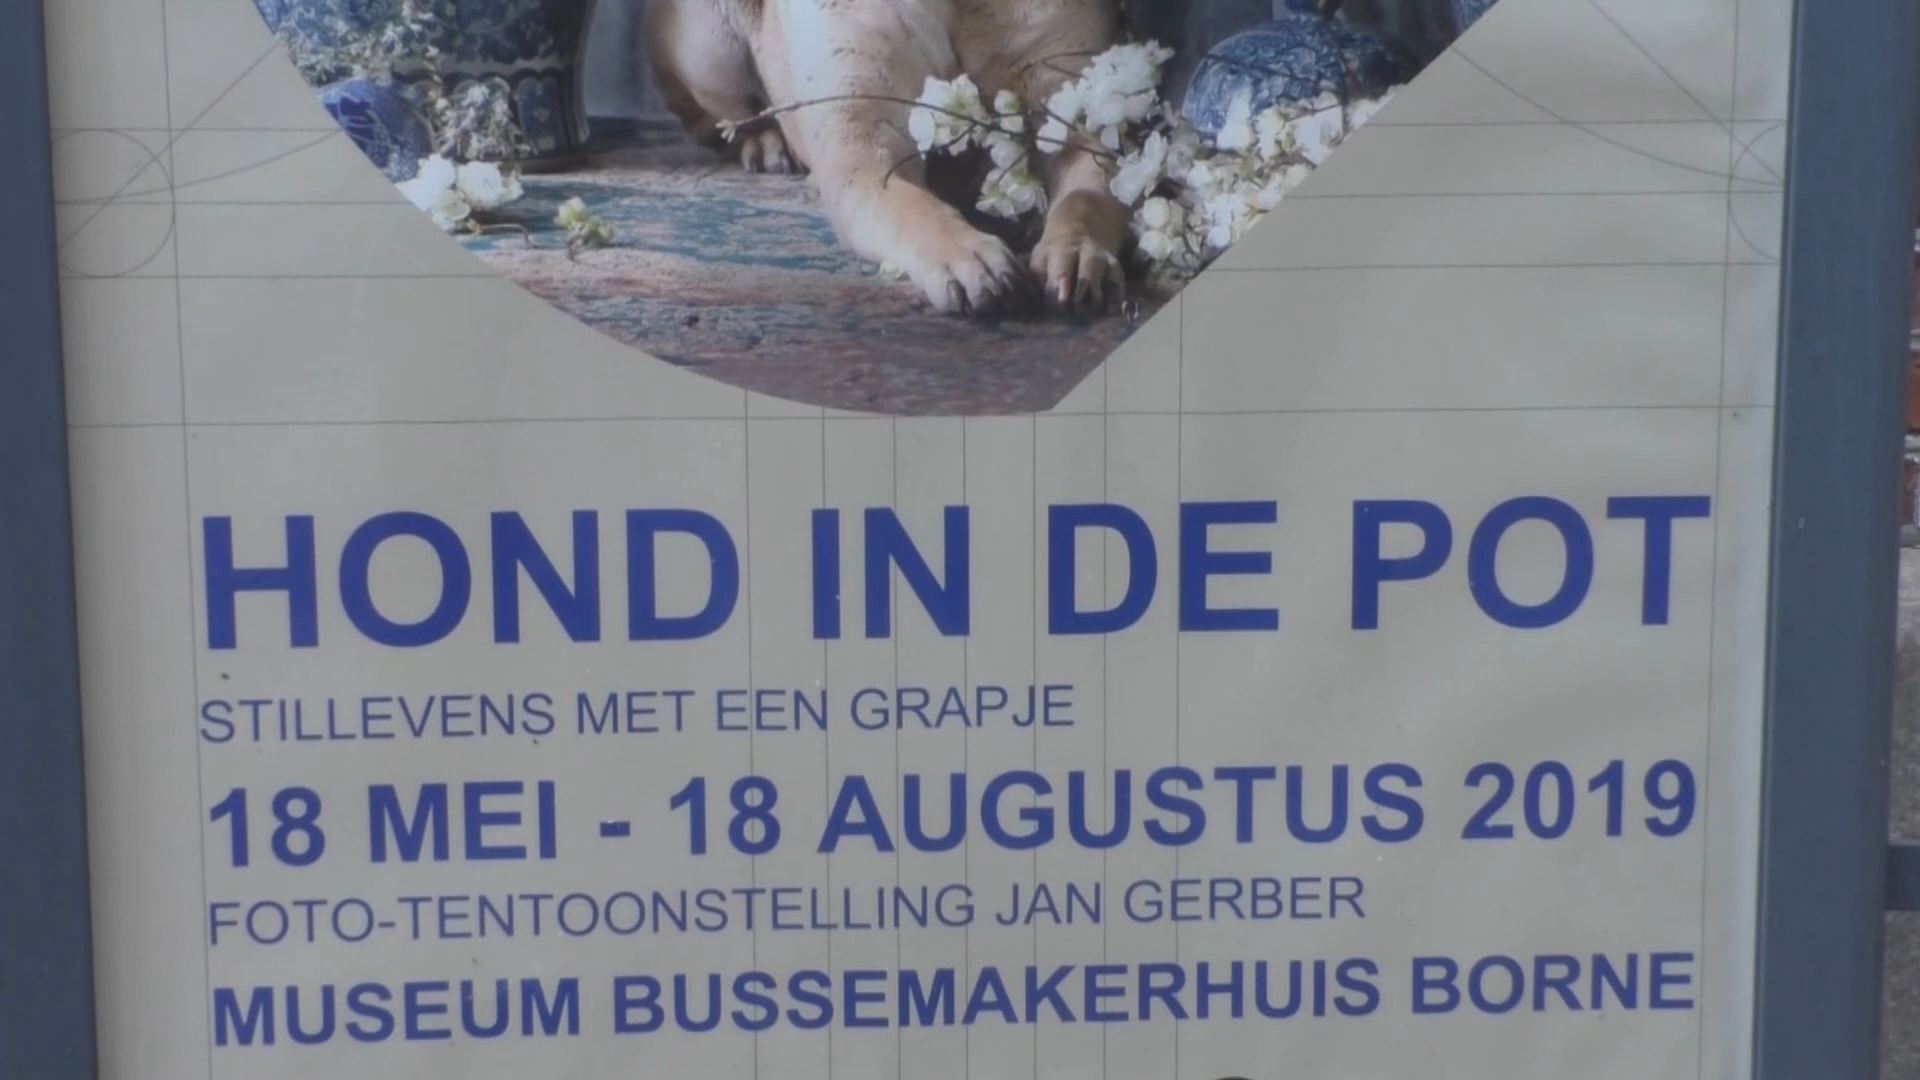 HOND IN DE POT
STILLEVENS MET EEN GRAPJE
18 MEI - 18 AUGUSTUS 2019
FOTO-TENTOONSTELLING JAN GERBER
MUSEUM BUSSEMAKERHUIS BORNE